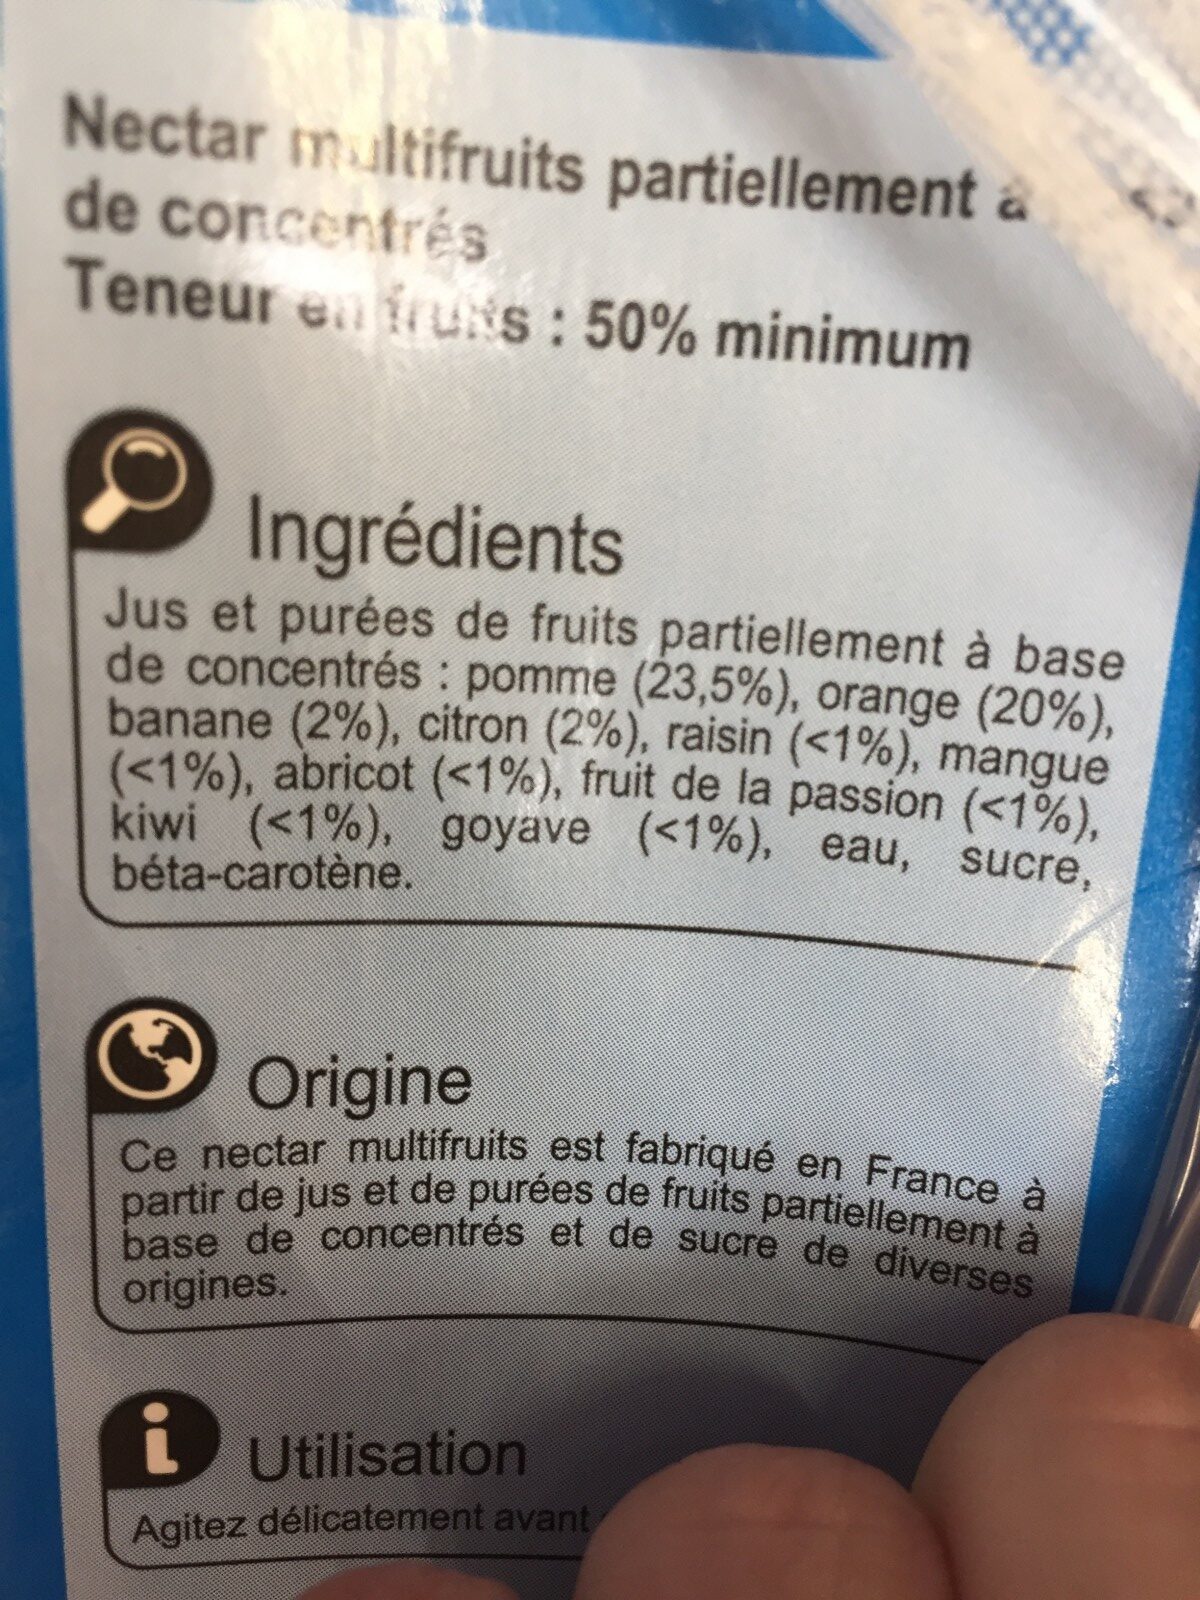 Nectar multifruits partiellement à
de concentrés
Teneur en fruits : 50% minimum
Ingrédients
Jus et purées de fruits partiellement à base
de concentrés : pomme (23,5%), orange (20%),
banane (2%), citron (2%), raisin (<1%), mangue
(<1%), abricot (<1%), fruit de la passion (<1%),
kiwi (<1%), goyave (<1%), eau, sucre,
béta-carotène.
Origine
Ce nectar multifruits est fabriqué en France à
partir de jus et de purées de fruits partiellement à
base de concentrés et de sucre de diverses
origines.
Utilisation
Agitez délicatement avant